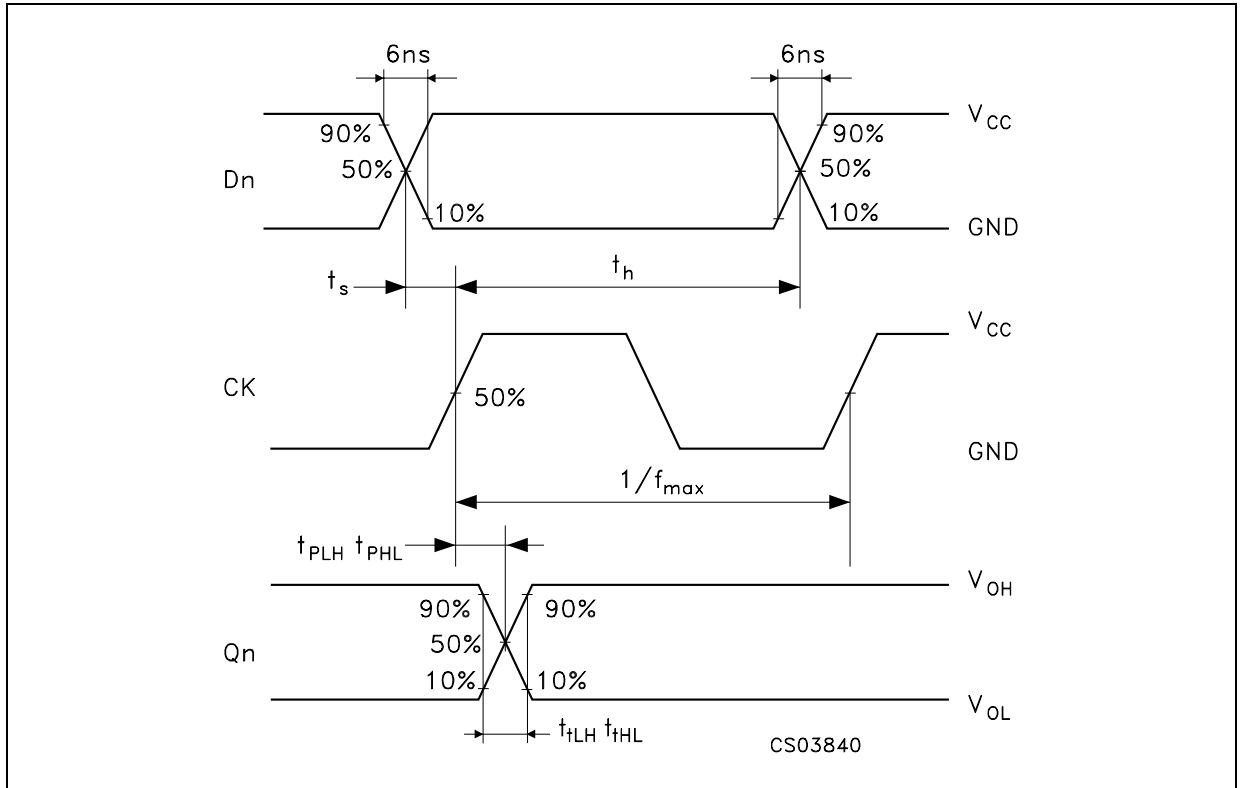 6ns 6ns
V_CC
90% 90%
50% 50%
Dn
10% 10%
GND
t_s t_h
V_CC
CK
50%
GND
1/f_max
t_PLH t_PHL
V_OH
90% 90%
50%
Qn
10% 10%
V_OL
t_tLH t_tHL
CS03840